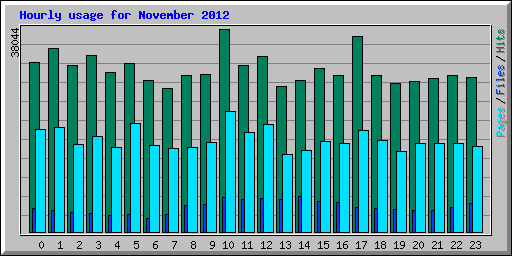 Hourly usage for November 2012
38044
Pages/Files/Hits
0 1 2 3 4 5 6 7 8 9 10 11 12 13 14 15 16 17 18 19 20 21 22 23